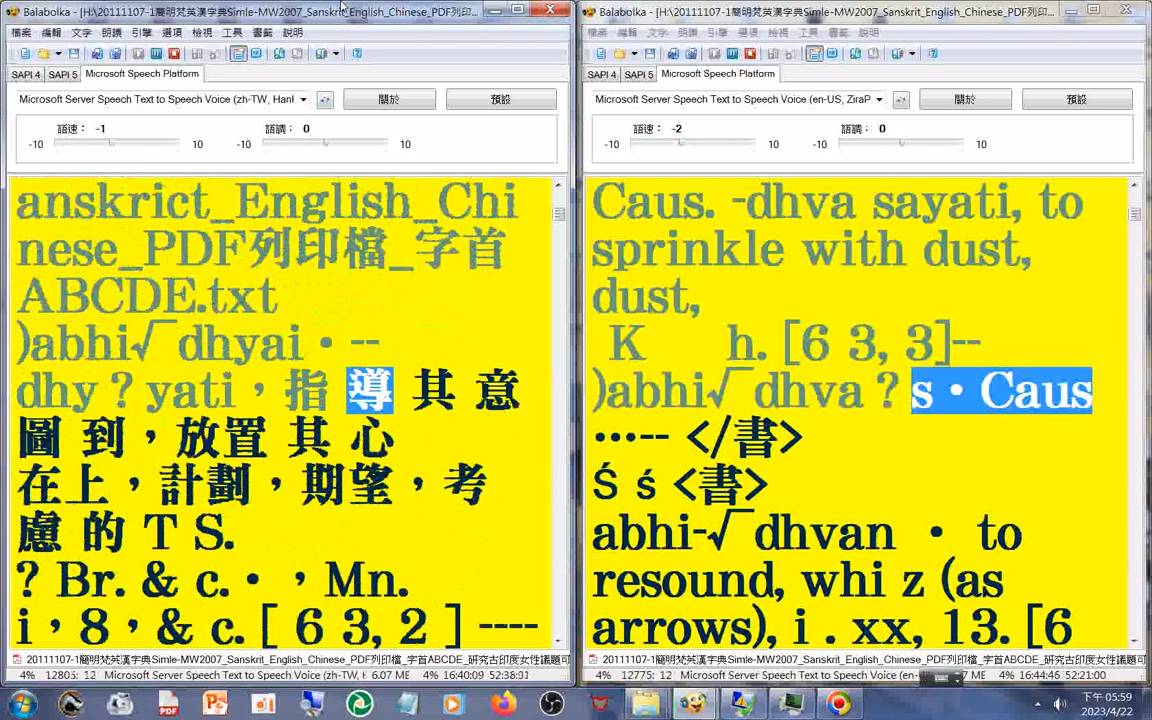 Balabolka - [H:\20111107-1簡明梵英漢字典Simle-MW2007_Sanskrit_English_Chinese_PDF列印...
檔案 編輯 文字 朗讀 引擎 選項 檢視 工具 書籤 說明
SAPI 4 SAPI 5 Microsoft Speech Platform
Microsoft Server Speech Text to Speech Voice (zh-TW, Hanl
關於 預設
語速： -1 語調： 0
-10 10 -10 10
anskrict_English_Chi
nese_PDF列印檔_字首
ABCDE.txt
)abhi√ dhyai・--
dhy？yati，指 導 其 意
圖 到，放置 其 心
在上，計劃，期望，考
慮 的 T S.
? Br. & c.・，Mn.
i，8，& c. [ 6 3, 2 ] ----
20111107-1簡明梵英漢字典Simle-MW2007_Sanskrit_English_Chinese_PDF列印檔_字首ABCDE_研究古印度女性議題可
4% 12805: 12 Microsoft Server Speech Text to Speech Voice (zh-TW, 6.07 ME 4% 16:40:09 52:38:01
Balabolka - [H:\20111107-1簡明梵英漢字典Simle-MW2007_Sanskrit_English_Chinese_PDF列印...
檔案 編輯 文字 朗讀 引擎 選項 檢視 工具 書籤 說明
SAPI 4 SAPI 5 Microsoft Speech Platform
Microsoft Server Speech Text to Speech Voice (en-US, ZiraP
關於 預設
語速： -2 語調： 0
-10 10 -10 10
Caus. -dhva sayati, to
sprinkle with dust,
dust,
K h. [6 3, 3]--
)abhi√ dhva？s・Caus
…-- </書>
Ś ś <書>
abhi-√ dhvan ・ to
resound, whi z (as
arrows), i . xx, 13. [6
20111107-1簡明梵英漢字典Simle-MW2007_Sanskrit_English_Chinese_PDF列印檔_字首ABCDE_研究古印度女性議題可
4% 12775: 12 Microsoft Server Speech Text to Speech Voice 4% 16:44:46 52:21:00
下午 05:59
2023/4/22